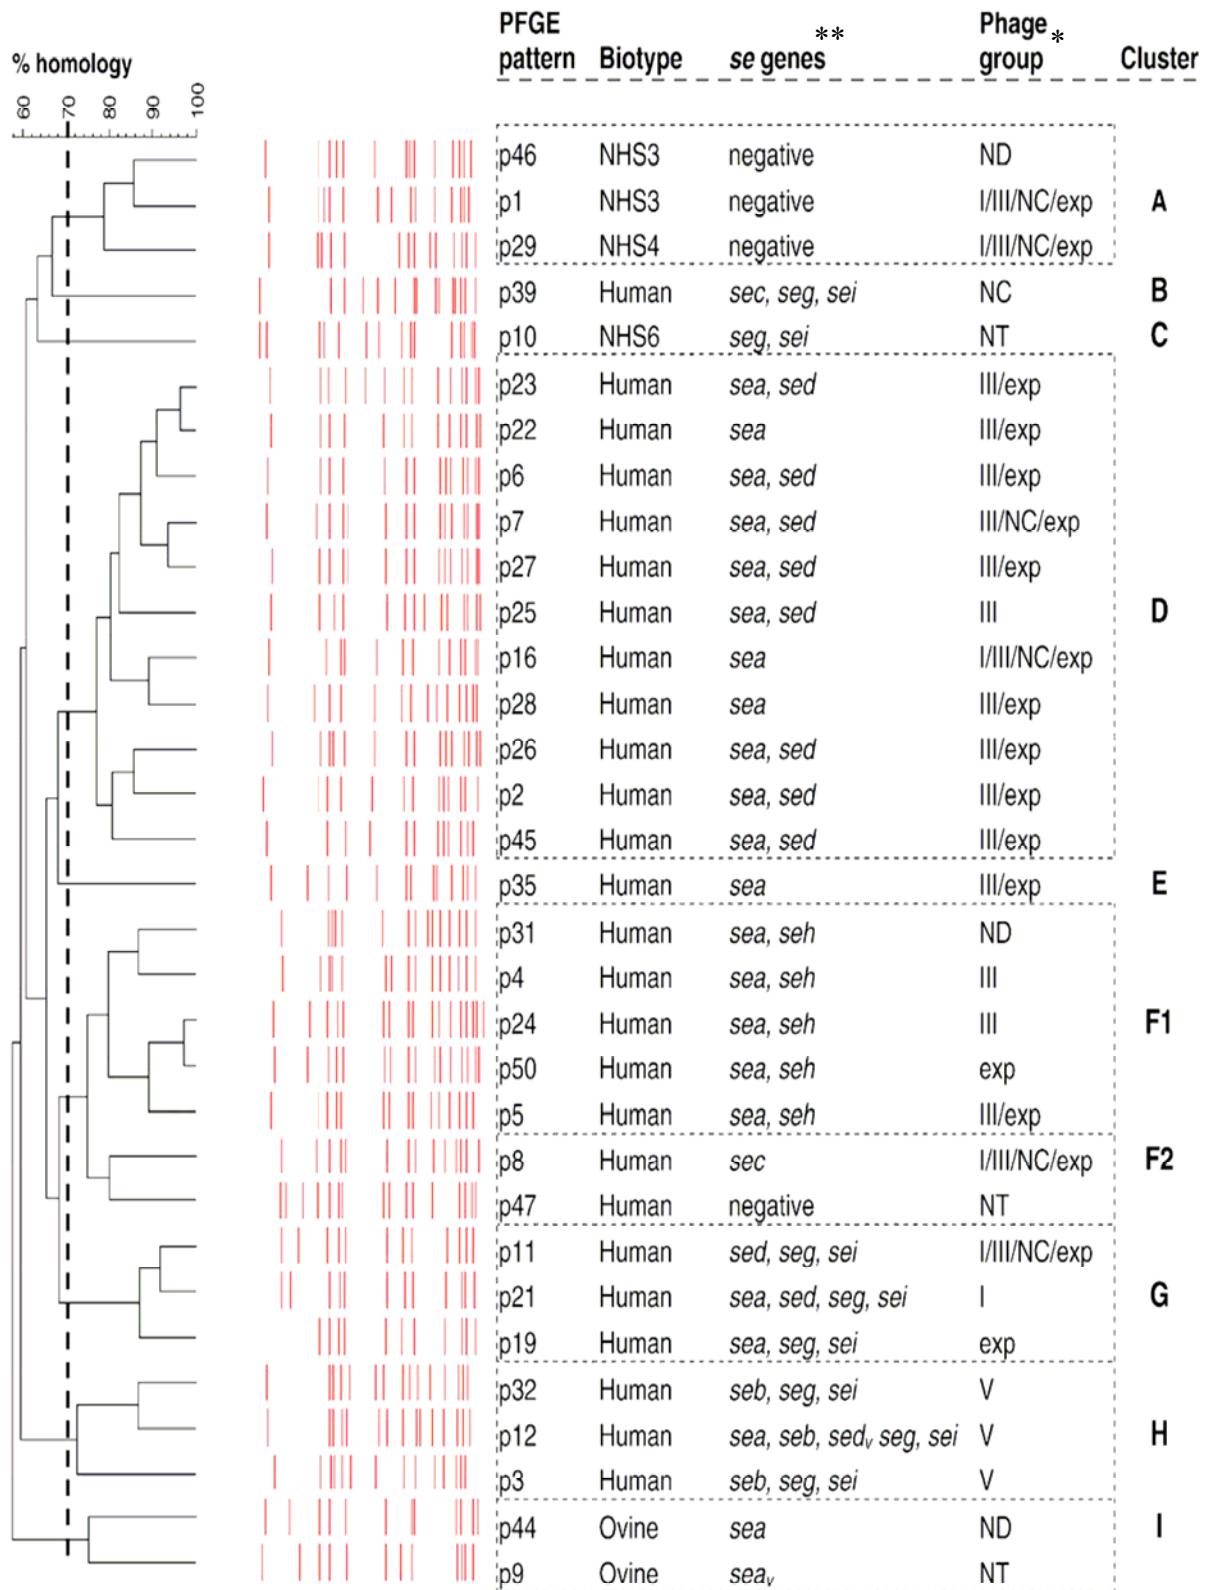 PFGE Phage
pattern Biotype se genes** group* Cluster
% homology
60 70 80 90 100
p46 NHS3 negative ND
p1 NHS3 negative I/III/NC/exp A
p29 NHS4 negative I/III/NC/exp
p39 Human sec, seg, sei NC B
p10 NHS6 seg, sei NT C
p23 Human sea, sed III/exp
p22 Human sea III/exp
p6 Human sea, sed III/exp
p7 Human sea, sed III/NC/exp
p27 Human sea, sed III/exp
p25 Human sea, sed III D
p16 Human sea I/III/NC/exp
p28 Human sea III/exp
p26 Human sea, sed III/exp
p2 Human sea, sed III/exp
p45 Human sea, sed III/exp
p35 Human sea III/exp E
p31 Human sea, seh ND
p4 Human sea, seh III
p24 Human sea, seh III F1
p50 Human sea, seh exp
p5 Human sea, seh III/exp
p8 Human sec I/III/NC/exp F2
p47 Human negative NT
p11 Human sed, seg, sei I/III/NC/exp
p21 Human sea, sed, seg, sei I G
p19 Human sea, seg, sei exp
p32 Human seb, seg, sei V
p12 Human sea, seb, sedv seg, sei V H
p3 Human seb, seg, sei V
p44 Ovine sea ND I
p9 Ovine seav NT